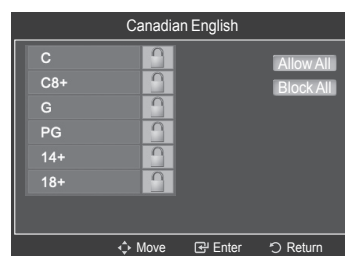 Canadian English
C
Allow All
C8+
Block All
G
PG
14+
18+
Move Enter Return